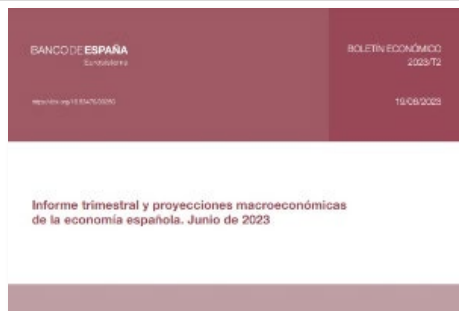 BANCO DE ESPAÑA
Eurosistema
BOLETÍN ECONÓMICO
2023/T2
19/06/2023
Informe trimestral y proyecciones macroeconómicas
de la economía española. Junio de 2023